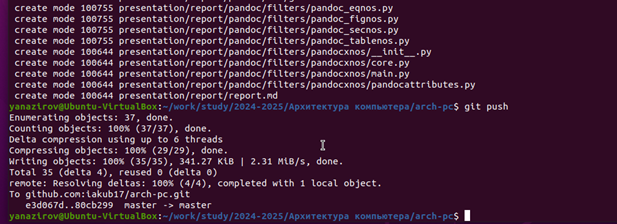 create mode 100755 presentation/report/pandoc/filters/pandoc_eqnos.py
create mode 100755 presentation/report/pandoc/filters/pandoc_fignos.py
create mode 100755 presentation/report/pandoc/filters/pandoc_secnos.py
create mode 100755 presentation/report/pandoc/filters/pandoc_tablenos.py
create mode 100644 presentation/report/pandoc/filters/pandocxnos/__init__.py
create mode 100644 presentation/report/pandoc/filters/pandocxnos/core.py
create mode 100644 presentation/report/pandoc/filters/pandocxnos/main.py
create mode 100644 presentation/report/pandoc/filters/pandocxnos/pandocattributes.py
create mode 100644 presentation/report/report.md
yanazirov@Ubuntu-VirtualBox:~/work/study/2024-2025/Архитектура компьютера/arch-pc$ git push
Enumerating objects: 37, done.
Counting objects: 100% (37/37), done.
Delta compression using up to 6 threads
Compressing objects: 100% (29/29), done.
Writing objects: 100% (35/35), 341.27 KiB | 2.31 MiB/s, done.
Total 35 (delta 4), reused 0 (delta 0)
remote: Resolving deltas: 100% (4/4), completed with 1 local object.
To github.com:iakub17/arch-pc.git
e3d067d..80cb299 master -> master
yanazirov@Ubuntu-VirtualBox:~/work/study/2024-2025/Архитектура компьютера/arch-pc$